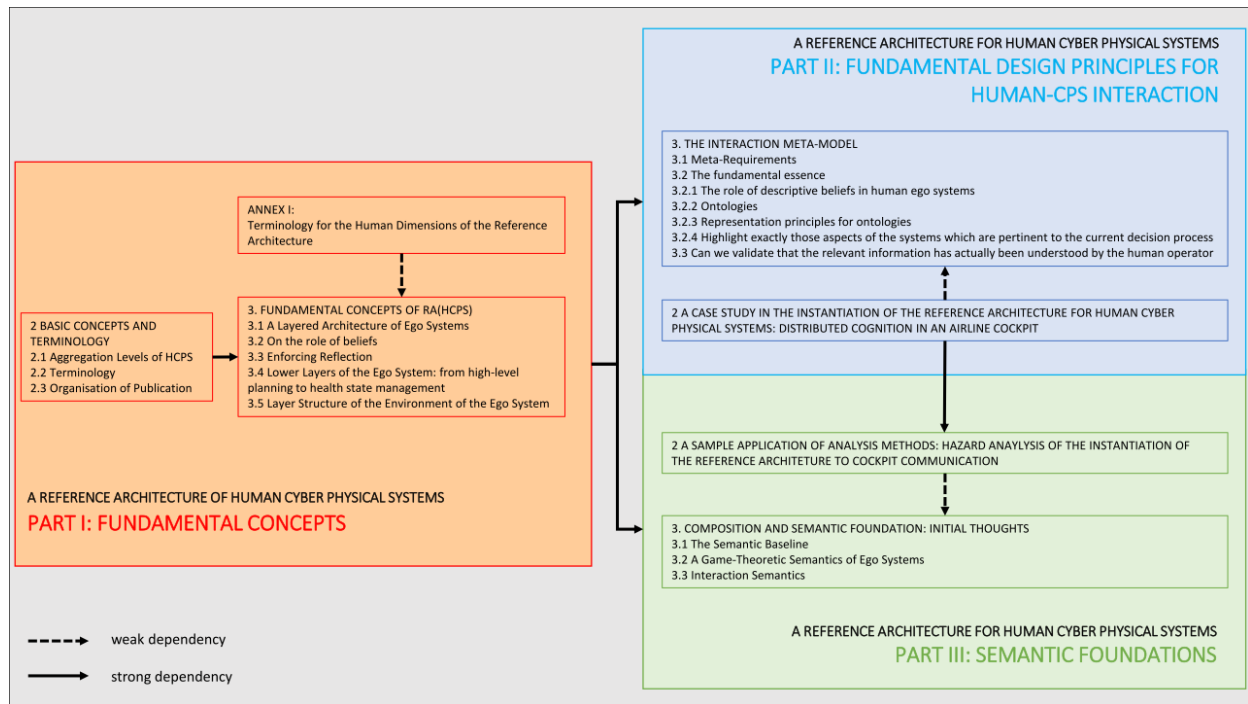 A REFERENCE ARCHITECTURE FOR HUMAN CYBER PHYSICAL SYSTEMS
PART II: FUNDAMENTAL DESIGN PRINCIPLES FOR
HUMAN-CPS INTERACTION
3. THE INTERACTION META-MODEL
3.1 Meta-Requirements
3.2 The fundamental essence
3.2.1 The role of descriptive beliefs in human ego systems
3.2.2 Ontologies
3.2.3 Representation principles for ontologies
3.2.4 Highlight exactly those aspects of the systems which are pertinent to the current decision process
3.3 Can we validate that the relevant information has actually been understood by the human operator
2 A CASE STUDY IN THE INSTANTIATION OF THE REFERENCE ARCHITECTURE FOR HUMAN CYBER
PHYSICAL SYSTEMS: DISTRIBUTED COGNITION IN AN AIRLINE COCKPIT
ANNEX I:
Terminology for the Human Dimensions of the Reference
Architecture
2 BASIC CONCEPTS AND
TERMINOLOGY
2.1 Aggregation Levels of HCPS
2.2 Terminology
2.3 Organisation of Publication
3. FUNDAMENTAL CONCEPTS OF RA(HCPS)
3.1 A Layered Architecture of Ego Systems
3.2 On the role of beliefs
3.3 Enforcing Reflection
3.4 Lower Layers of the Ego System: from high-level
planning to health state management
3.5 Layer Structure of the Environment of the Ego System
A REFERENCE ARCHITECTURE OF HUMAN CYBER PHYSICAL SYSTEMS
PART I: FUNDAMENTAL CONCEPTS
2 A SAMPLE APPLICATION OF ANALYSIS METHODS: HAZARD ANAYLYSIS OF THE INSTANTIATION OF
THE REFERENCE ARCHITETURE TO COCKPIT COMMUNICATION
3. COMPOSITION AND SEMANTIC FOUNDATION: INITIAL THOUGHTS
3.1 The Semantic Baseline
3.2 A Game-Theoretic Semantics of Ego Systems
3.3 Interaction Semantics
A REFERENCE ARCHITECTURE FOR HUMAN CYBER PHYSICAL SYSTEMS
PART III: SEMANTIC FOUNDATIONS
weak dependency
strong dependency